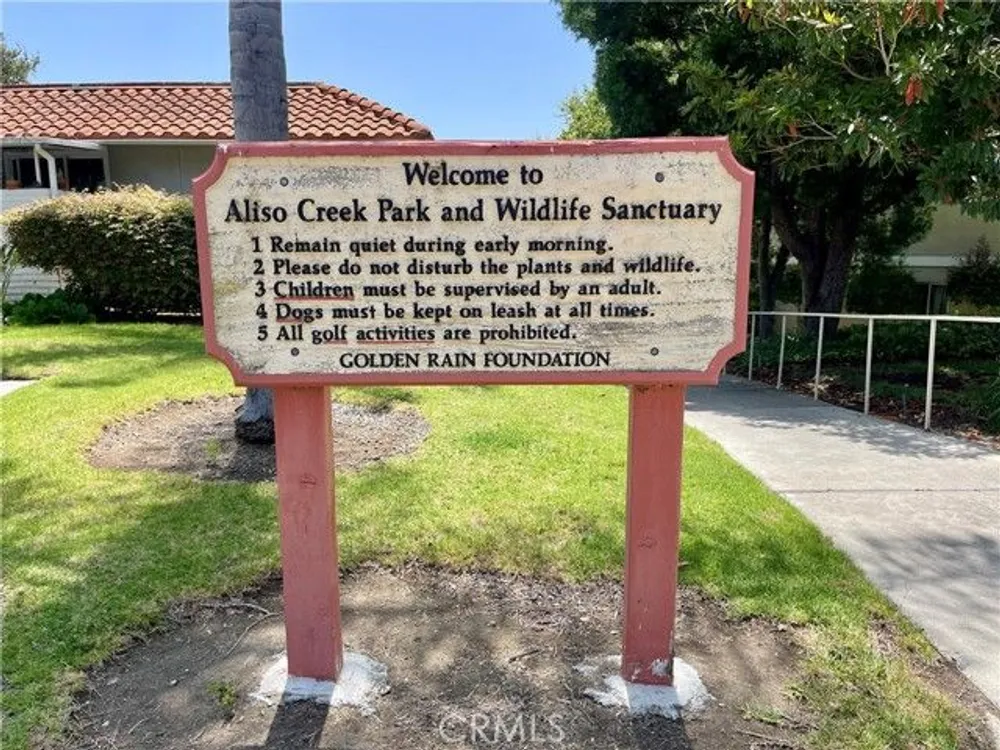 Welcome to
Aliso Creek Park and Wildlife Sanctuary
1 Remain quiet during early morning.
2 Please do not disturb the plants and wildlife.
3 Children must be supervised by an adult.
4 Dogs must be kept on leash at all times.
5 All golf activities are prohibited.
GOLDEN RAIN FOUNDATION
CRMLS